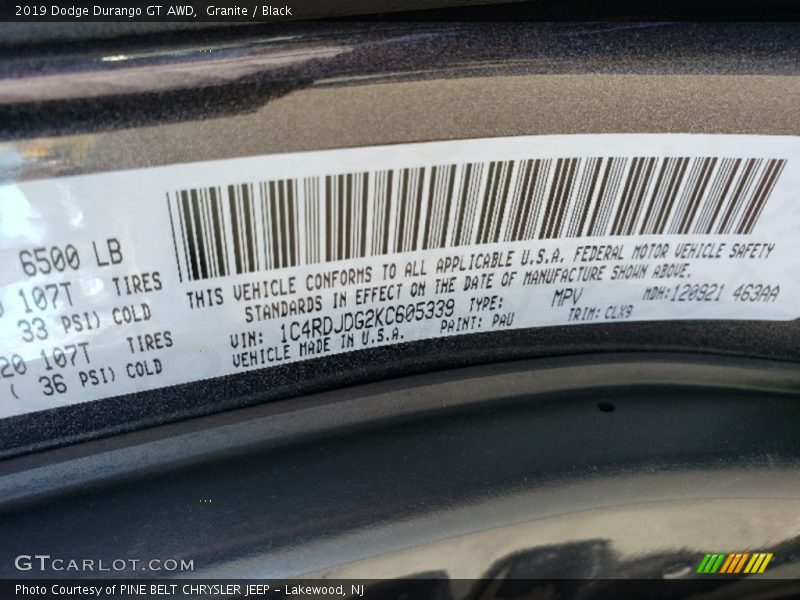 2019 Dodge Durango GT AWD, Granite / Black
6500 LB
107T TIRES
33 PSI) COLD
20 107T TIRES
( 36 PSI) COLD
THIS VEHICLE CONFORMS TO ALL APPLICABLE U.S.A. FEDERAL MOTOR VEHICLE SAFETY
STANDARDS IN EFFECT ON THE DATE OF MANUFACTURE SHOWN ABOVE.
VIN: 1C4RDJDG2KC605339 TYPE: MPV MDH:120921 463AA
VEHICLE MADE IN U.S.A. PAINT: PAU TRIM: CLX9
GTCARLOT.COM
Photo Courtesy of PINE BELT CHRYSLER JEEP - Lakewood, NJ